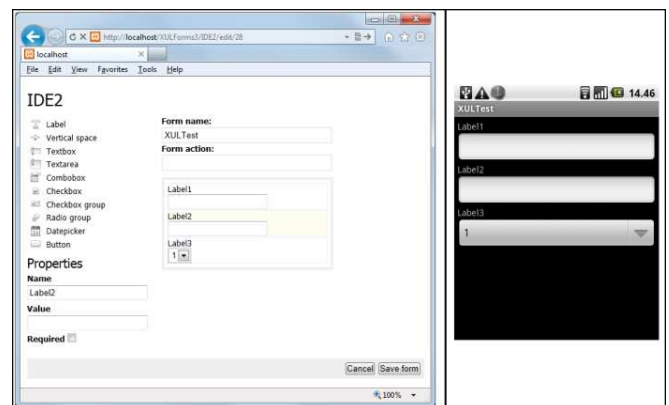 http://localhost/XULForms3/IDE2/edit/28
localhost
File Edit View Favorites Tools Help
IDE2
Label
Vertical space
Textbox
Textarea
Combobox
Checkbox
Checkbox group
Radio group
Datepicker
Button
Properties
Name
Label2
Value
Required
Form name:
XULTest
Form action:
Label1
Label2
Label3
1
Cancel Save form
100%
14.46
XULTest
Label1
Label2
Label3
1